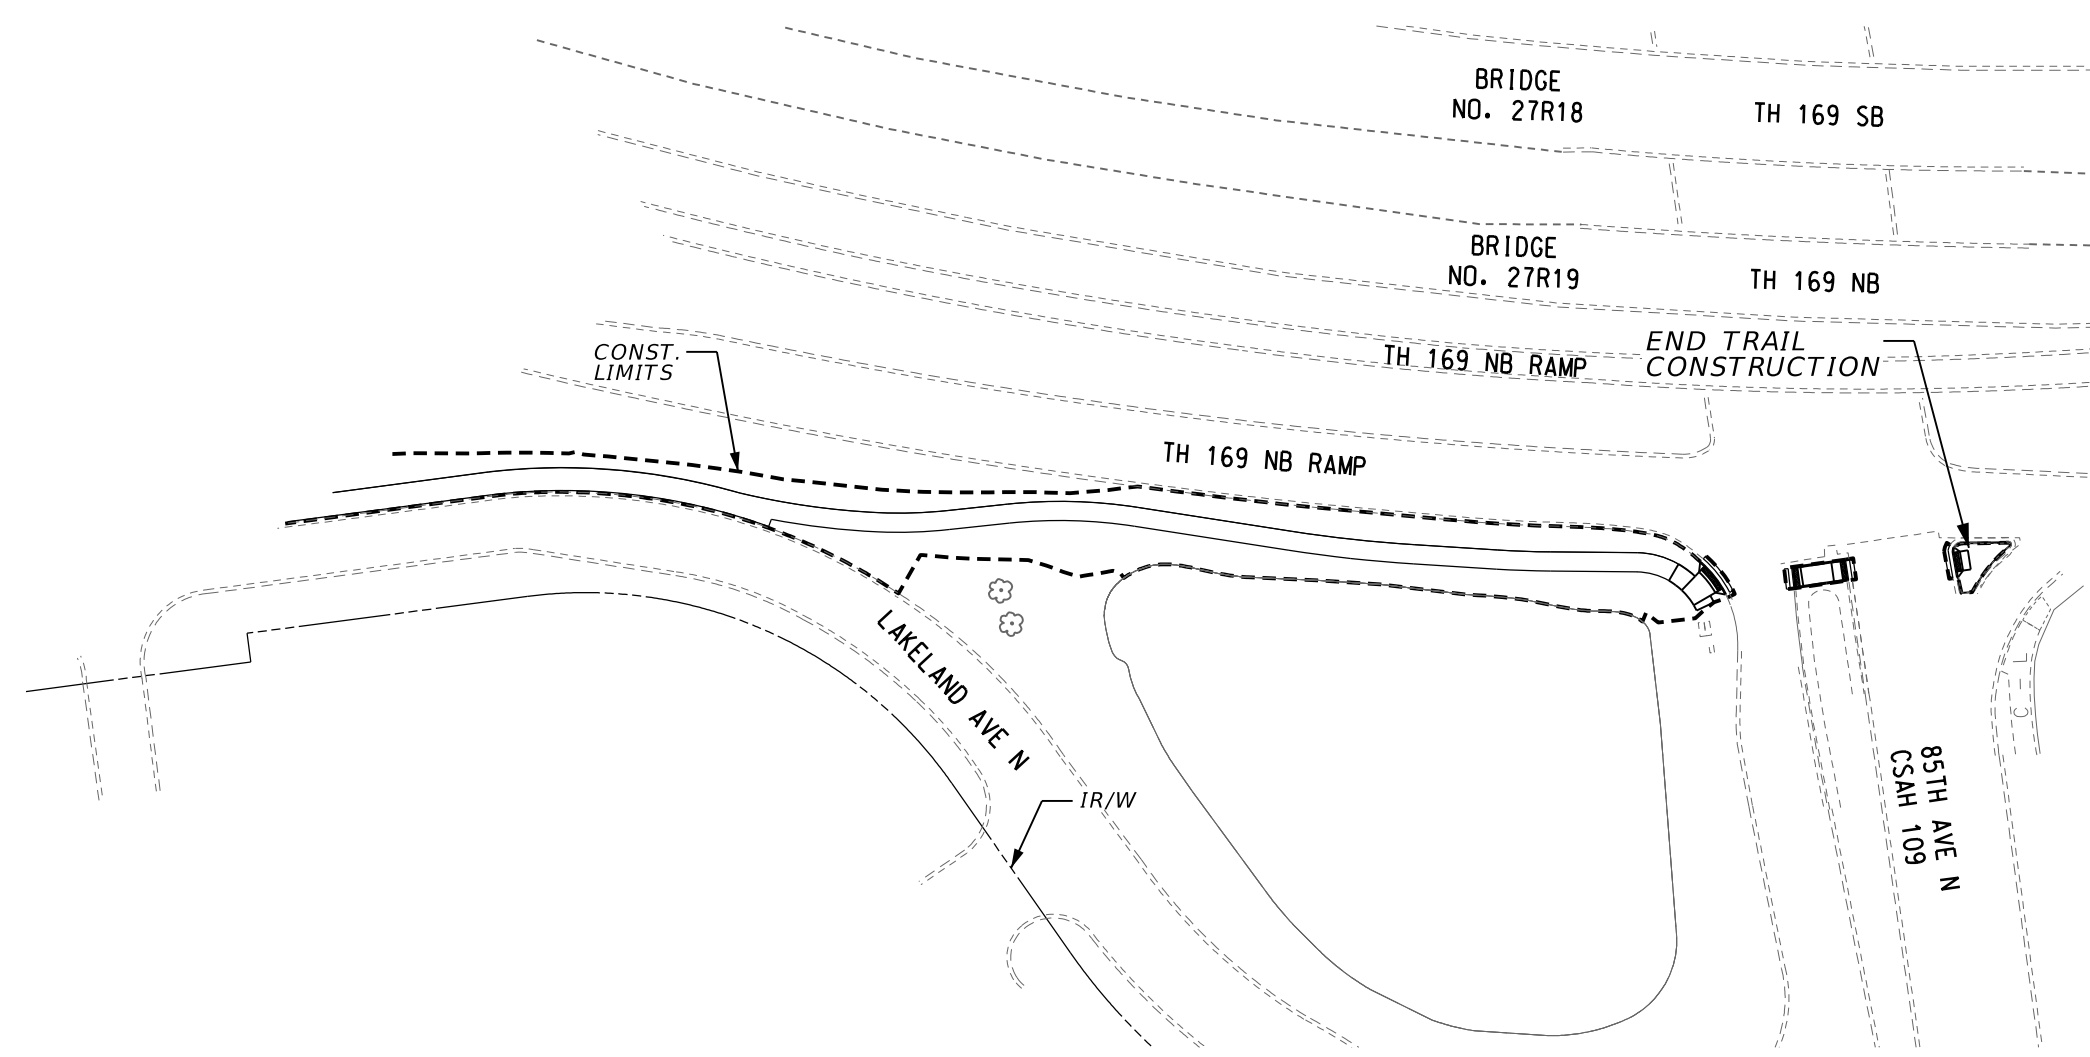 BRIDGE
NO. 27R18
TH 169 SB
BRIDGE
NO. 27R19
TH 169 NB
END TRAIL
CONSTRUCTION
TH 169 NB RAMP
CONST.
LIMITS
TH 169 NB RAMP
LAKELAND AVE N
IR/W
85TH AVE N
CSAH 109